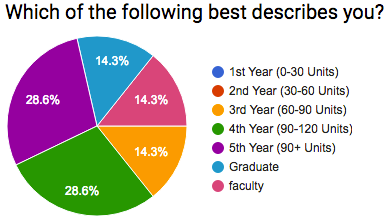 Which of the following best describes you?
14.3%
14.3%
14.3%
28.6%
28.6%
1st Year (0-30 Units)
2nd Year (30-60 Units)
3rd Year (60-90 Units)
4th Year (90-120 Units)
5th Year (90+ Units)
Graduate
faculty